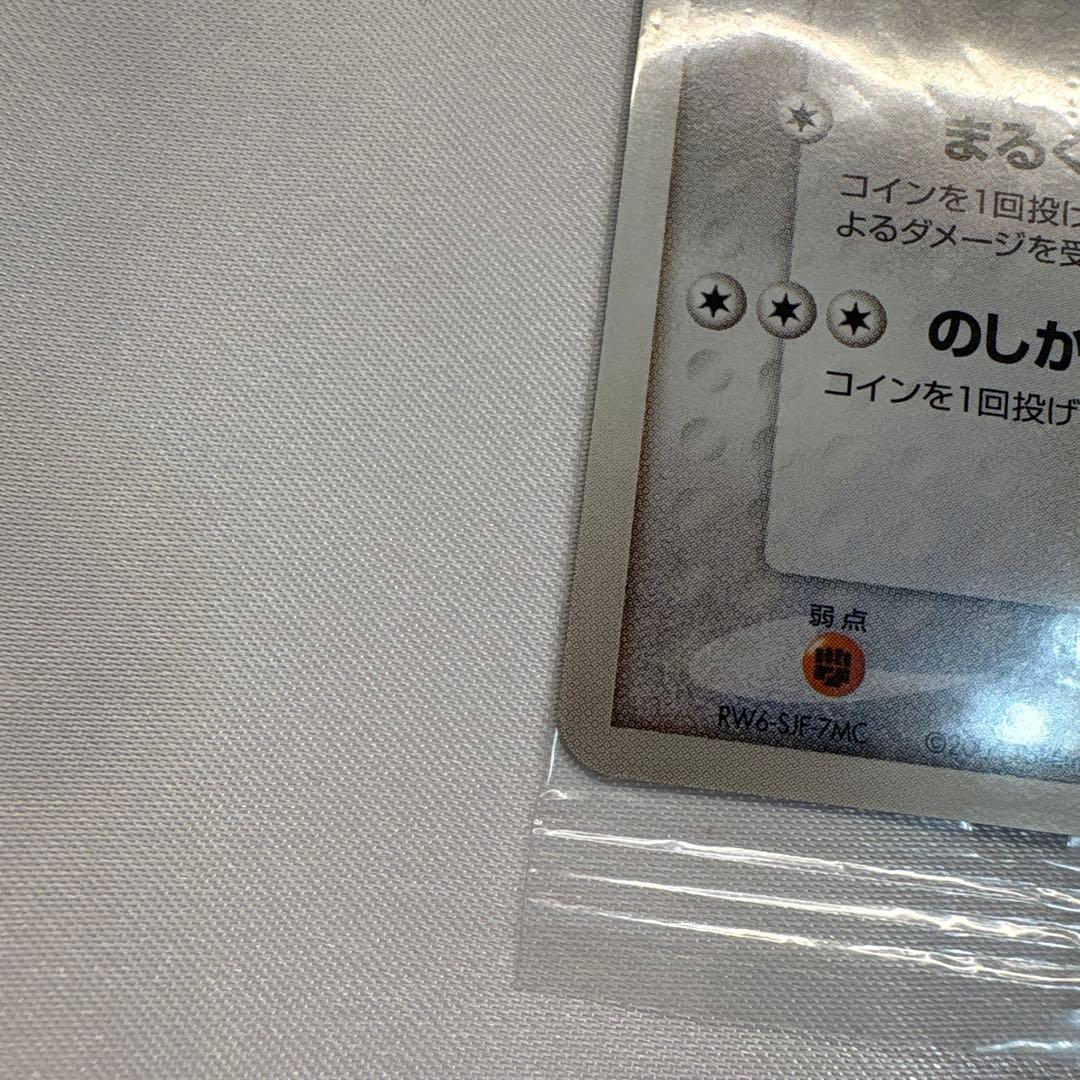 まるく
コインを1回投げ
よるダメージを受
のしか
コインを1回投げ
弱点
RW6-SJF-7MC